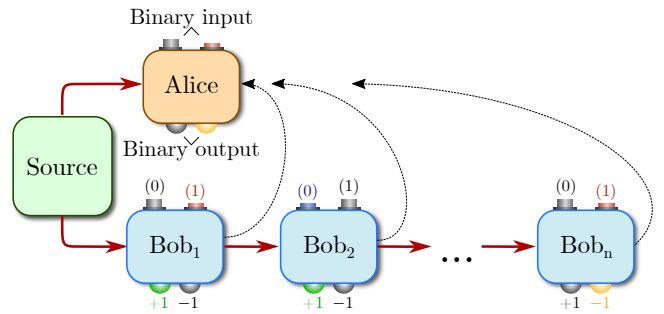 Binary input
Alice
Binary output
Source
(0) (1)
Bob1
+1 −1
(0) (1)
Bob2
+1 −1
...
(0) (1)
Bobn
+1 −1